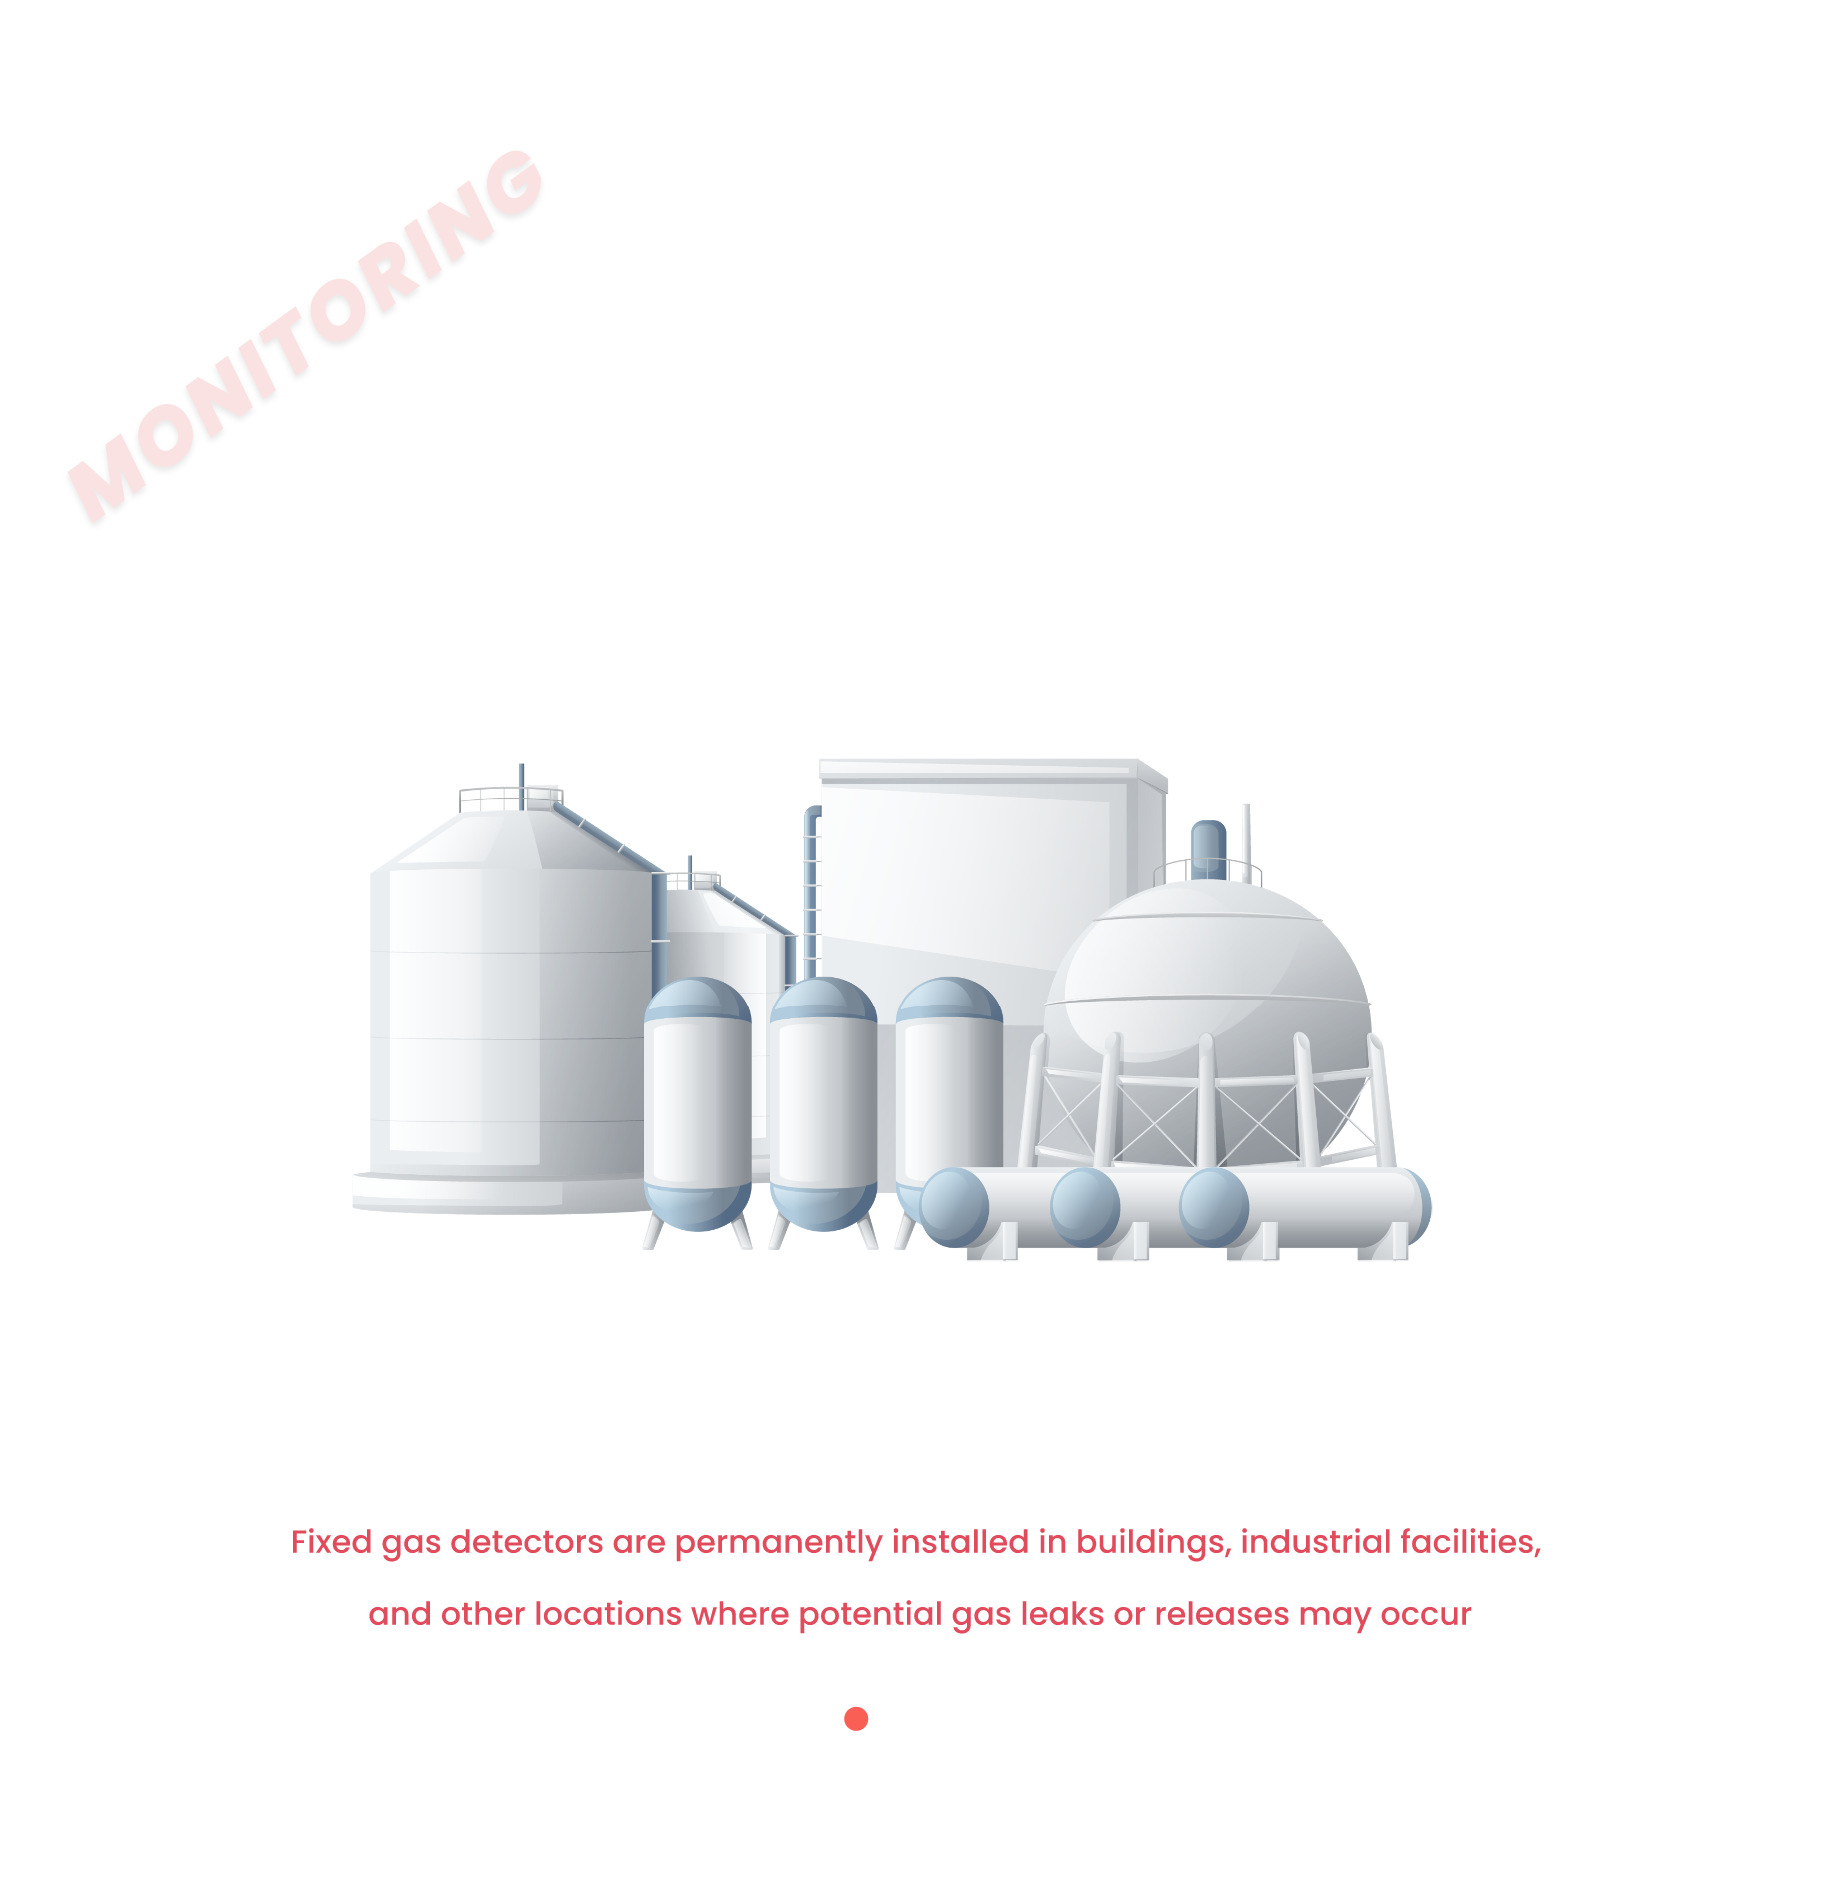 MONITORING
Fixed gas detectors are permanently installed in buildings, industrial facilities,
and other locations where potential gas leaks or releases may occur